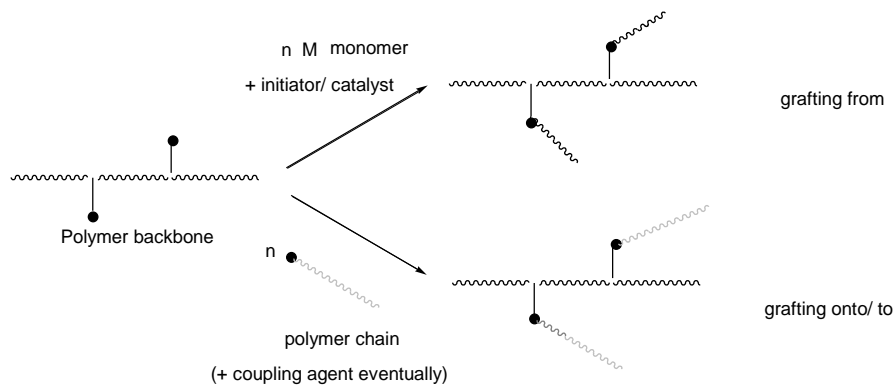 n M monomer
+ initiator/ catalyst
grafting from
Polymer backbone
n
polymer chain
(+ coupling agent eventually)
grafting onto/ to